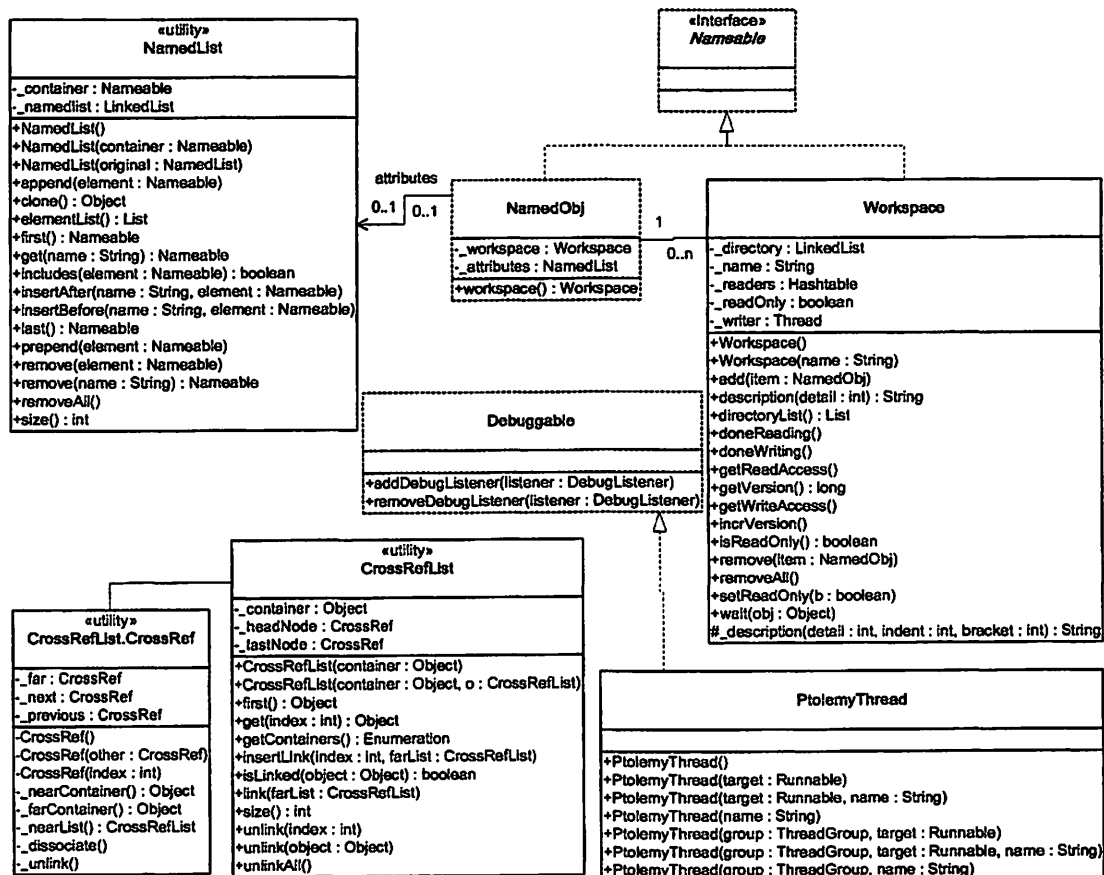 «utility»
NamedList
-_container : Nameable
-_namedlist : LinkedList
+NamedList()
+NamedList(container : Nameable)
+NamedList(original : NamedList)
+append(element : Nameable)
+clone() : Object
+elementList() : List
+first() : Nameable
+get(name : String) : Nameable
+includes(element : Nameable) : boolean
+insertAfter(name : String, element : Nameable)
+insertBefore(name : String, element : Nameable)
+last() : Nameable
+prepend(element : Nameable)
+remove(element : Nameable)
+remove(name : String) : Nameable
+removeAll()
+size() : int
«Interface»
Nameable
attributes
0..1
0..1
NamedObj
-_workspace : Workspace
-_attributes : NamedList
+workspace() : Workspace
1
0..n
Workspace
-_directory : LinkedList
-_name : String
-_readers : Hashtable
-_readOnly : boolean
-_writer : Thread
+Workspace()
+Workspace(name : String)
+add(item : NamedObj)
+description(detail : int) : String
+directoryList() : List
+doneReading()
+doneWriting()
+getReadAccess()
+getVersion() : long
+getWriteAccess()
+incrVersion()
+isReadOnly() : boolean
+remove(item : NamedObj)
+removeAll()
+setReadOnly(b : boolean)
+wait(obj : Object)
#_description(detail : int, indent : int, bracket : int) : String
Debuggable
+addDebugListener(listener : DebugListener)
+removeDebugListener(listener : DebugListener)
«utility»
CrossRefList
-_container : Object
-_headNode : CrossRef
-_lastNode : CrossRef
+CrossRefList(container : Object)
+CrossRefList(container : Object, o : CrossRefList)
+first() : Object
+get(index : int) : Object
+getContainers() : Enumeration
+insertLink(index : int, farList : CrossRefList)
+isLinked(object : Object) : boolean
+link(farList : CrossRefList)
+size() : int
+unlink(index : int)
+unlink(object : Object)
+unlinkAll()
«utility»
CrossRefList.CrossRef
-_far : CrossRef
-_next : CrossRef
-_previous : CrossRef
-CrossRef()
-CrossRef(other : CrossRef)
-CrossRef(index : int)
-_nearContainer() : Object
-_farContainer() : Object
-_nearList() : CrossRefList
-_dissociate()
-_unlink()
PtolemyThread
+PtolemyThread()
+PtolemyThread(target : Runnable)
+PtolemyThread(target : Runnable, name : String)
+PtolemyThread(name : String)
+PtolemyThread(group : ThreadGroup, target : Runnable)
+PtolemyThread(group : ThreadGroup, target : Runnable, name : String)
+PtolemyThread(group : ThreadGroup, name : String)